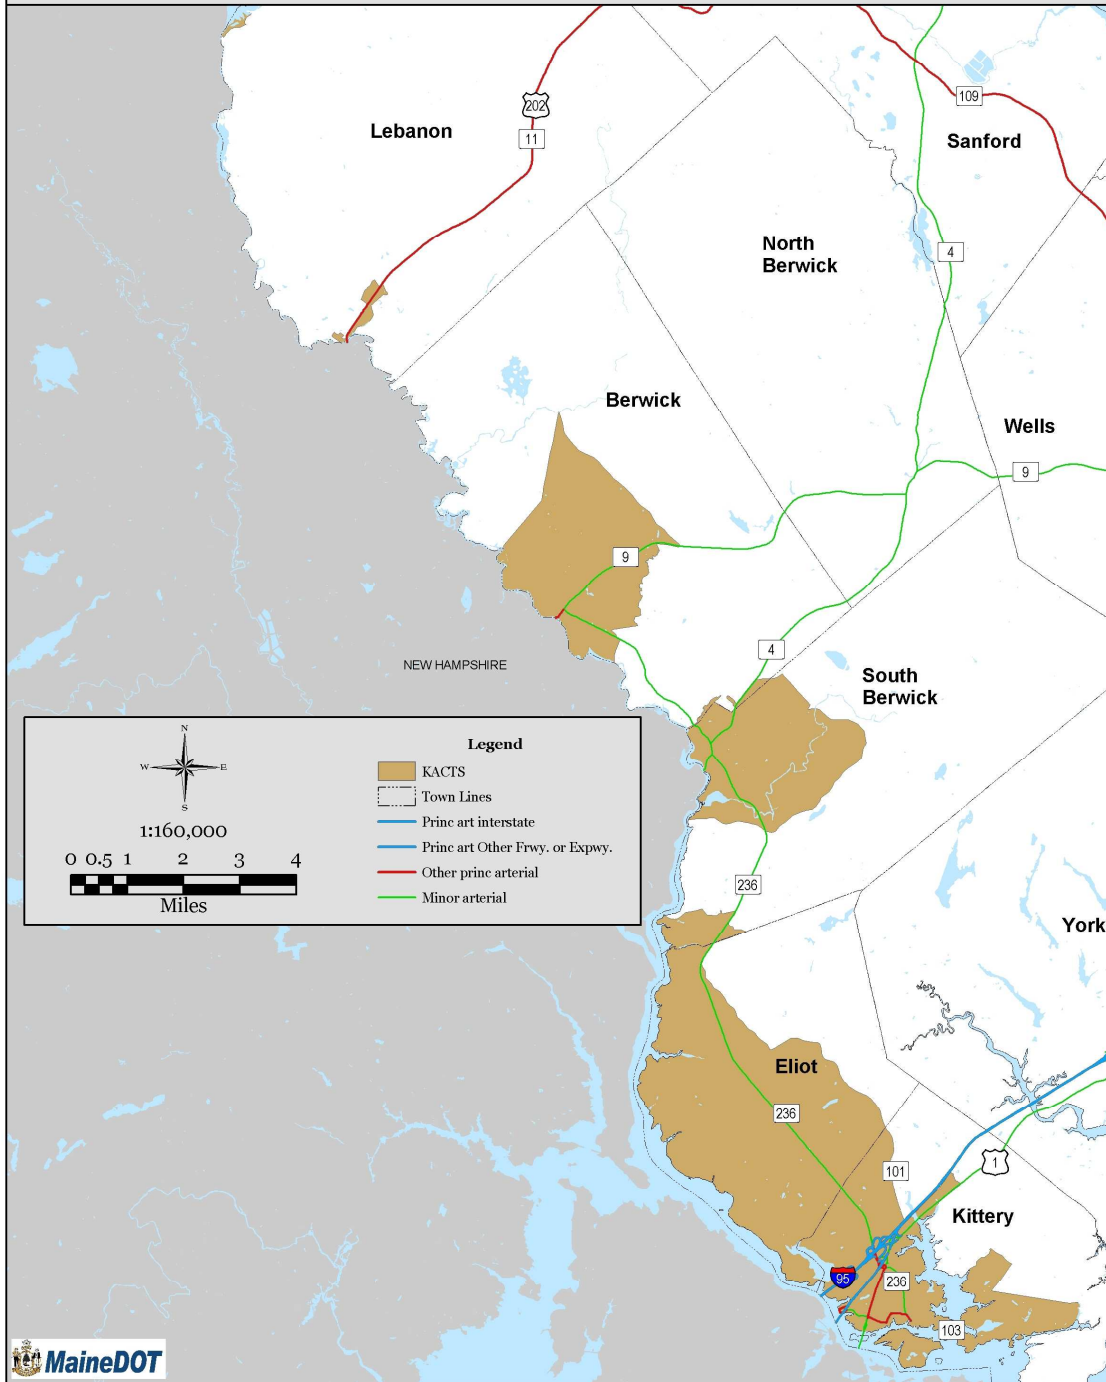 202
11
Lebanon
109
Sanford
North
Berwick
4
Berwick
Wells
9
9
NEW HAMPSHIRE
4
South
Berwick
N
W E
S
1:160,000
0 0.5 1 2 3 4
Miles
Legend
KACTS
Town Lines
Princ art interstate
Princ art Other Frwy. or Expwy.
Other princ arterial
Minor arterial
236
York
Eliot
236
101
1
Kittery
95
236
103
MaineDOT